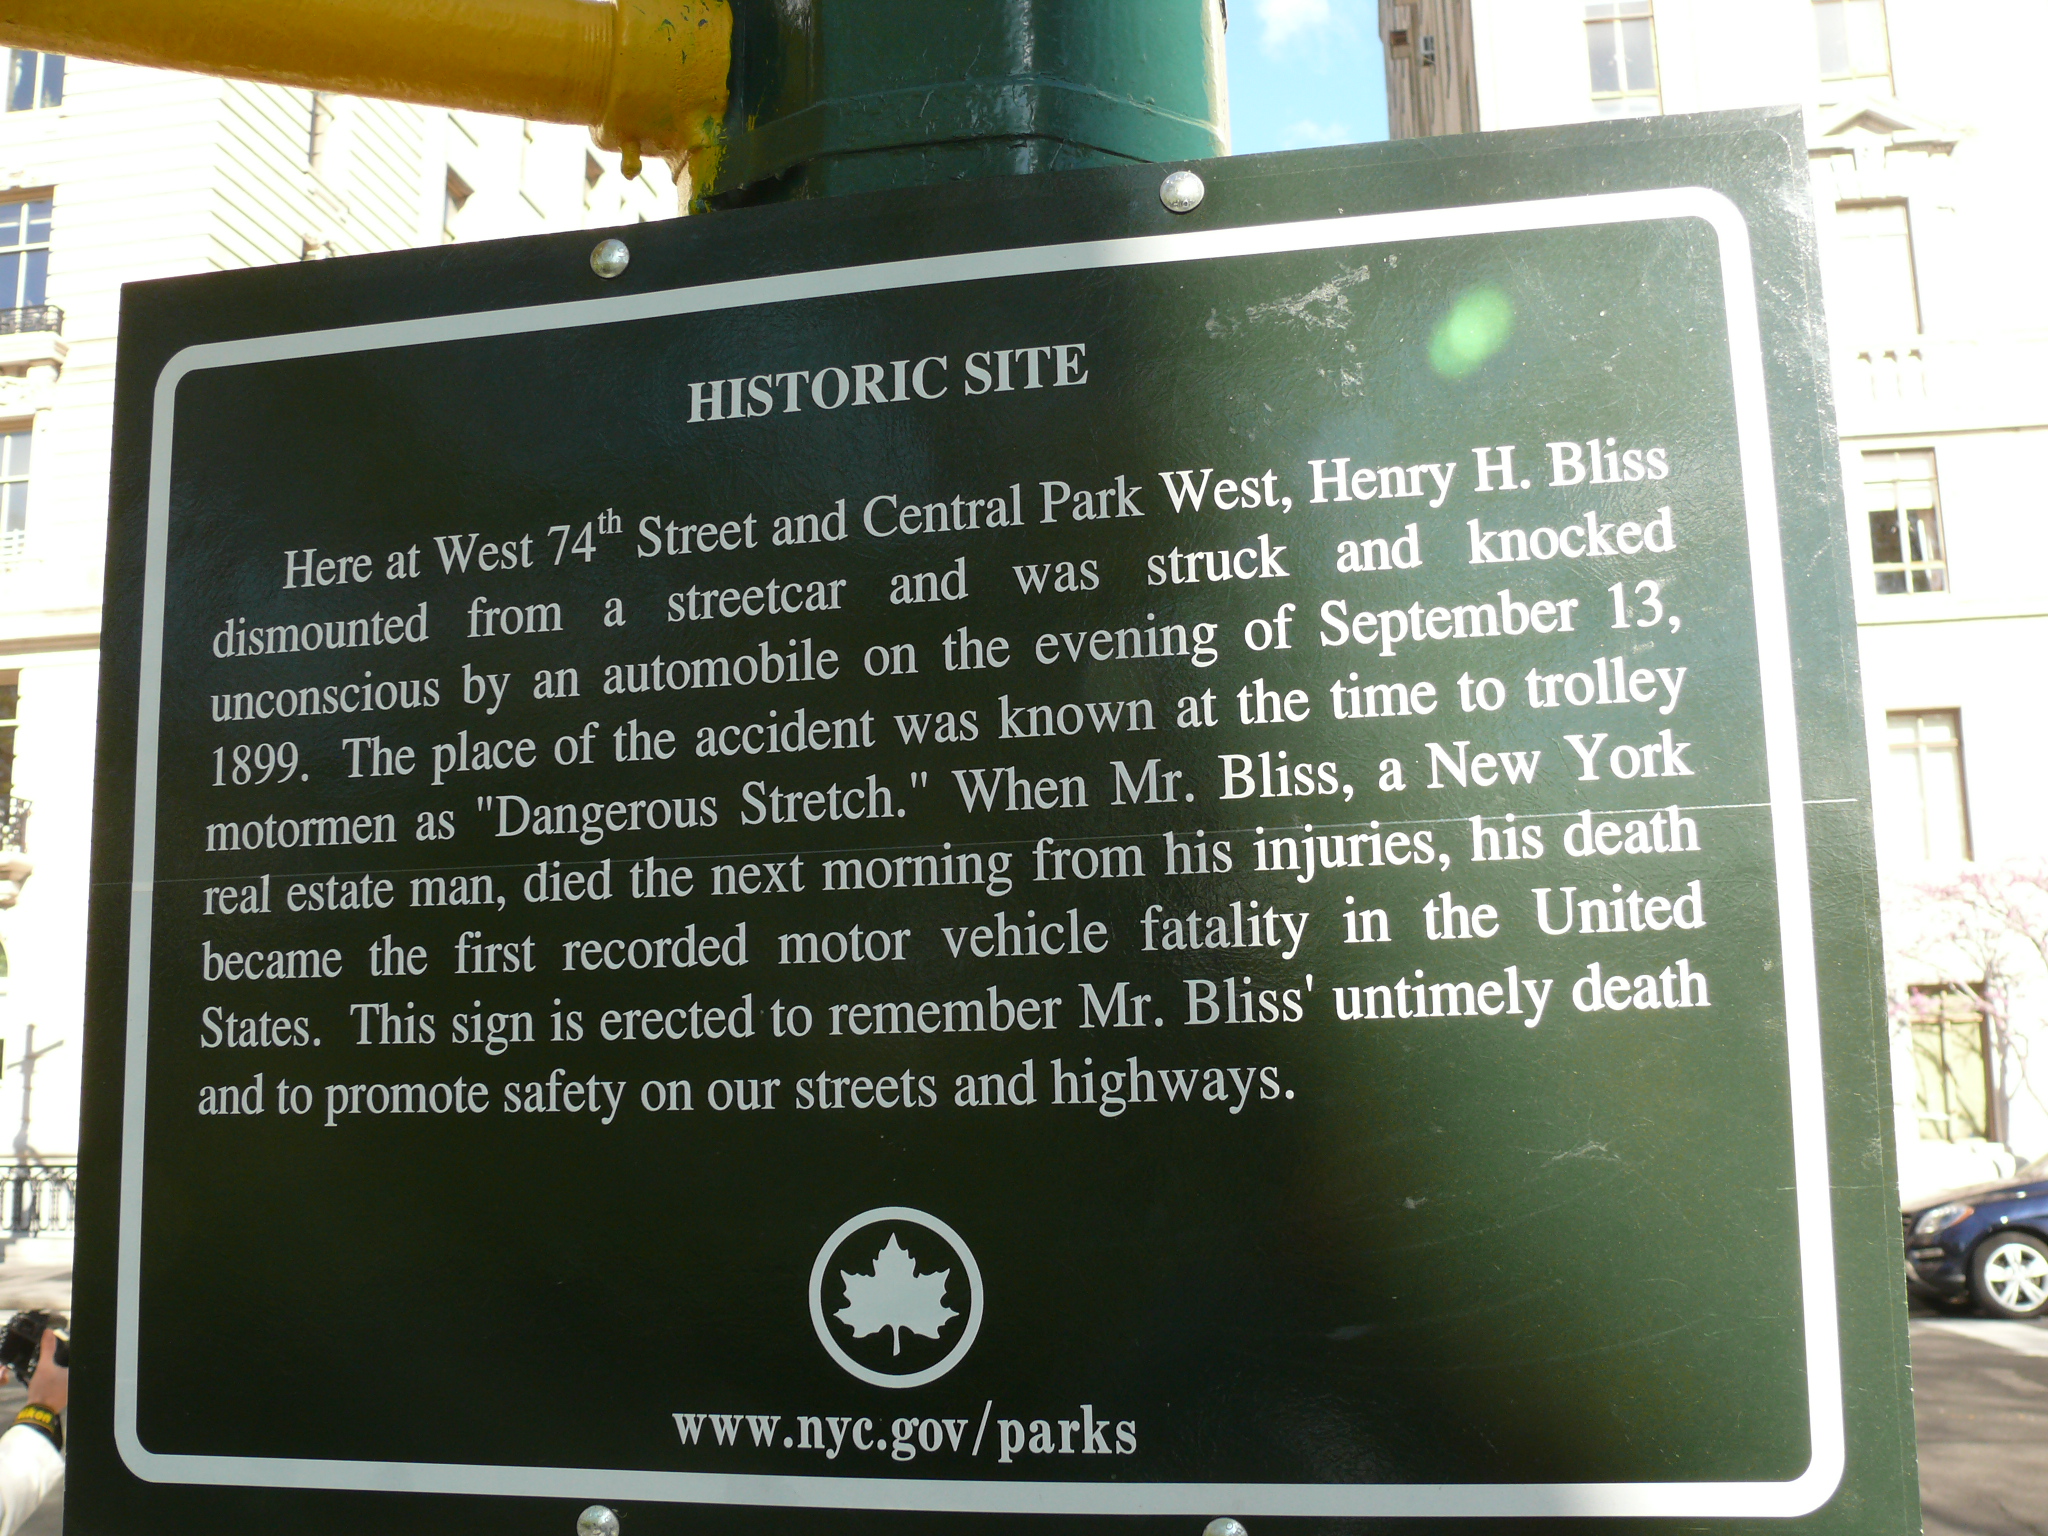 HISTORIC SITE
Here at West 74th Street and Central Park West, Henry H. Bliss
dismounted from a streetcar and was struck and knocked
unconscious by an automobile on the evening of September 13,
1899. The place of the accident was known at the time to trolley
motormen as "Dangerous Stretch." When Mr. Bliss, a New York
real estate man, died the next morning from his injuries, his death
became the first recorded motor vehicle fatality in the United
States. This sign is erected to remember Mr. Bliss' untimely death
and to promote safety on our streets and highways.
www.nyc.gov/parks